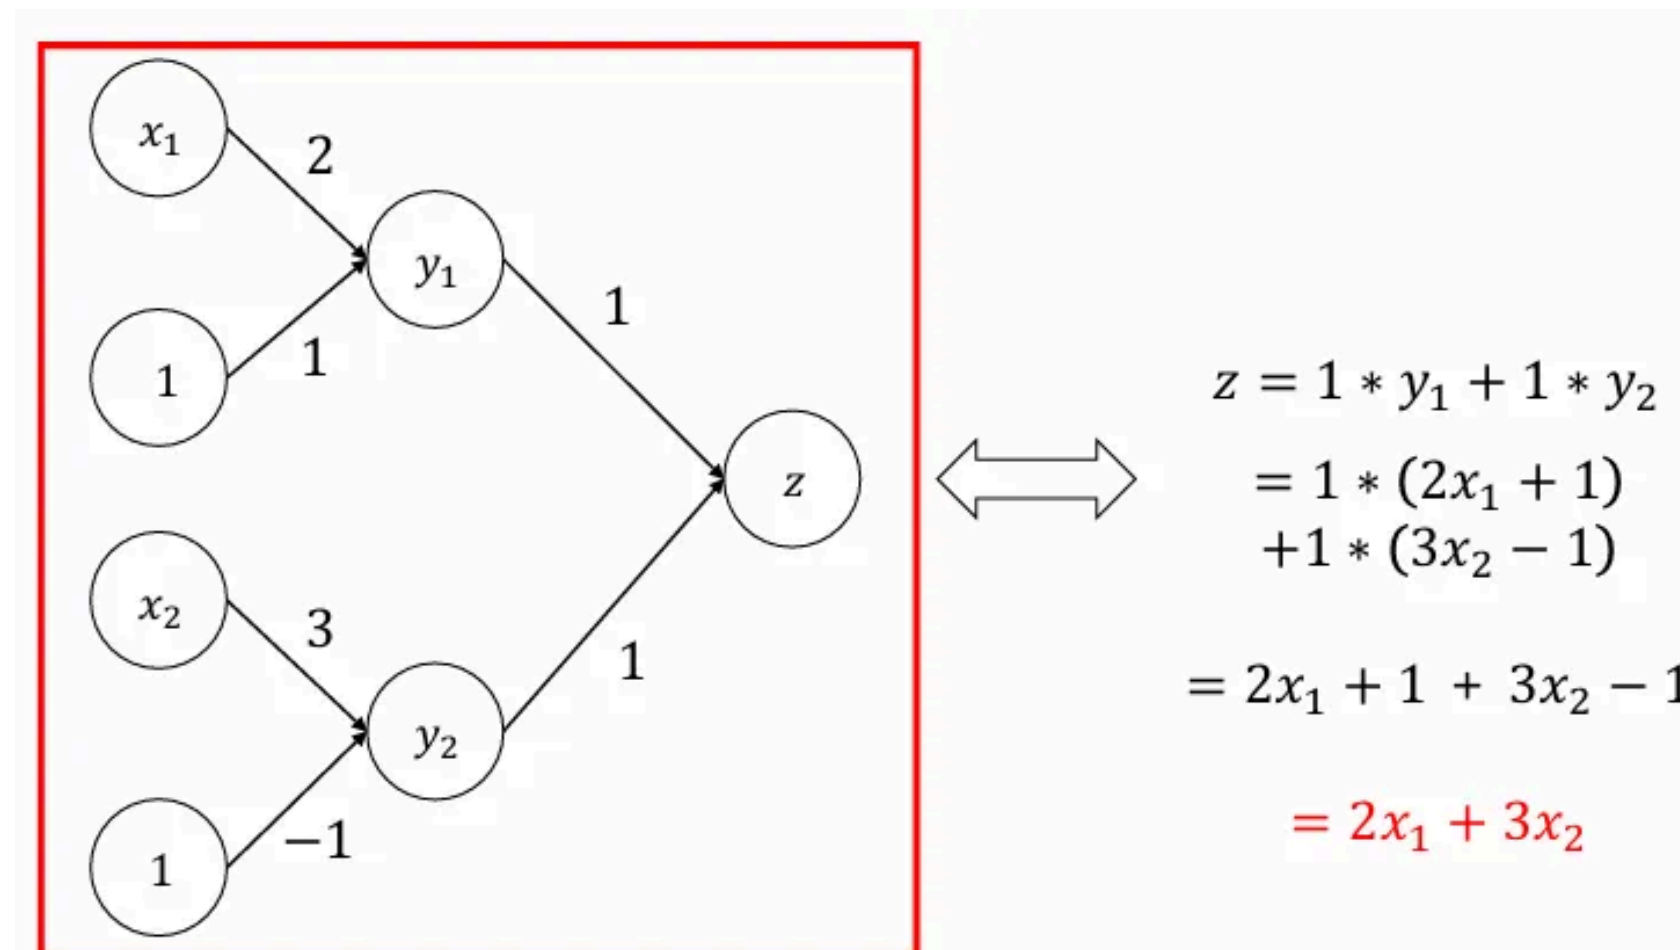 x₁
2
y₁
1
1
1
z
x₂
3
y₂
1
1
−1
z = 1 * y₁ + 1 * y₂
= 1 * (2x₁ + 1)
+1 * (3x₂ − 1)
= 2x₁ + 1 + 3x₂ − 1
= 2x₁ + 3x₂